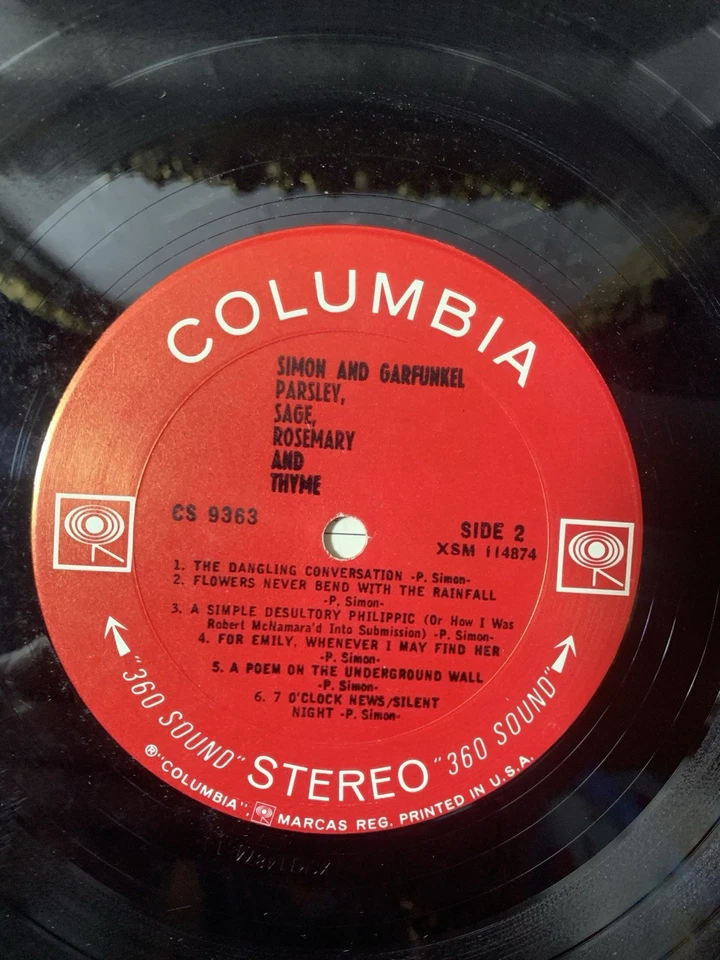 COLUMBIA
SIMON AND GARFUNKEL
PARSLEY,
SAGE,
ROSEMARY
AND
THYME
CS 9363
SIDE 2
XSM 114874
1. THE DANGLING CONVERSATION -P. Simon-
2. FLOWERS NEVER BEND WITH THE RAINFALL
-P. Simon-
3. A SIMPLE DESULTORY PHILIPPIC (Or How I Was
Robert McNamara'd Into Submission) -P. Simon-
4. FOR EMILY, WHENEVER I MAY FIND HER
-P. Simon-
5. A POEM ON THE UNDERGROUND WALL
-P. Simon-
6. 7 O'CLOCK NEWS/SILENT
NIGHT -P. Simon-
"360 SOUND" STEREO "360 SOUND"
® "COLUMBIA", MARCAS REG. PRINTED IN U.S.A.